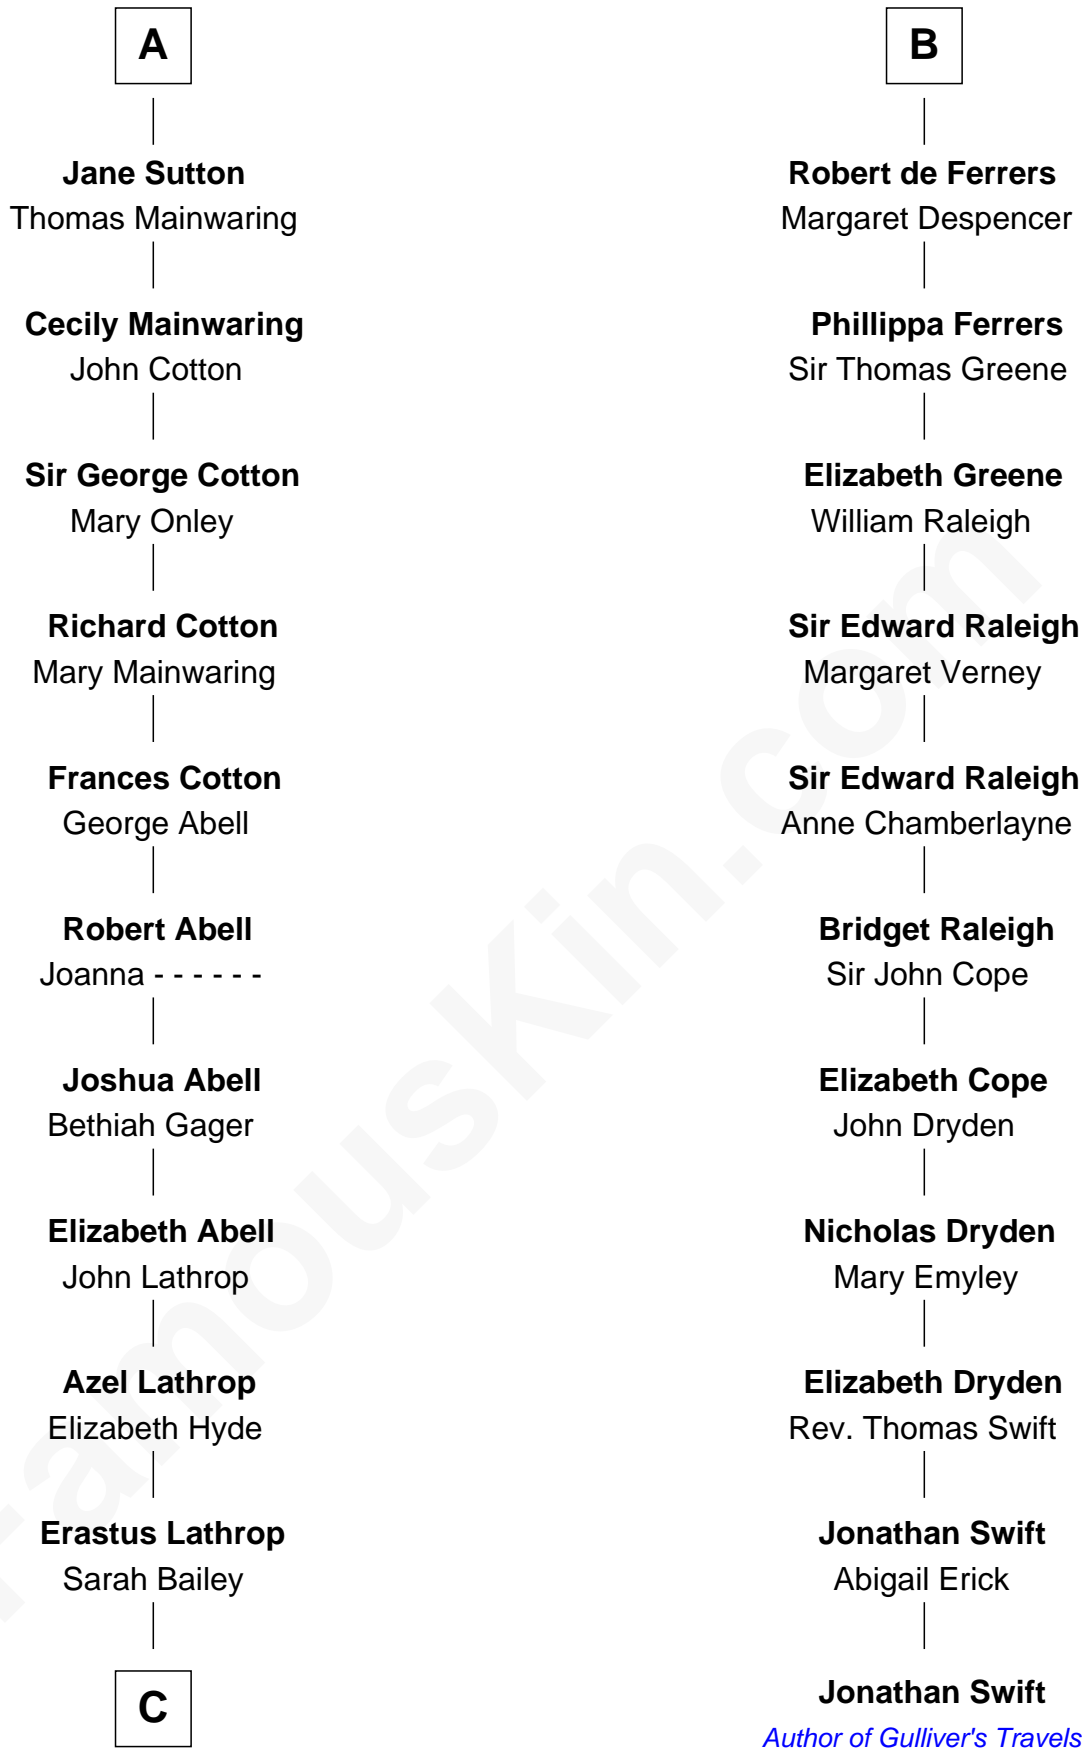 A
Jane Sutton
Thomas Mainwaring
Cecily Mainwaring
John Cotton
Sir George Cotton
Mary Onley
Richard Cotton
Mary Mainwaring
Frances Cotton
George Abell
Robert Abell
Joanna - - - - - -
Joshua Abell
Bethiah Gager
Elizabeth Abell
John Lathrop
Azel Lathrop
Elizabeth Hyde
Erastus Lathrop
Sarah Bailey
C
B
Robert de Ferrers
Margaret Despencer
Phillippa Ferrers
Sir Thomas Greene
Elizabeth Greene
William Raleigh
Sir Edward Raleigh
Margaret Verney
Sir Edward Raleigh
Anne Chamberlayne
Bridget Raleigh
Sir John Cope
Elizabeth Cope
John Dryden
Nicholas Dryden
Mary Emyley
Elizabeth Dryden
Rev. Thomas Swift
Jonathan Swift
Abigail Erick
Jonathan Swift
Author of Gulliver's Travels
FamousKin.com